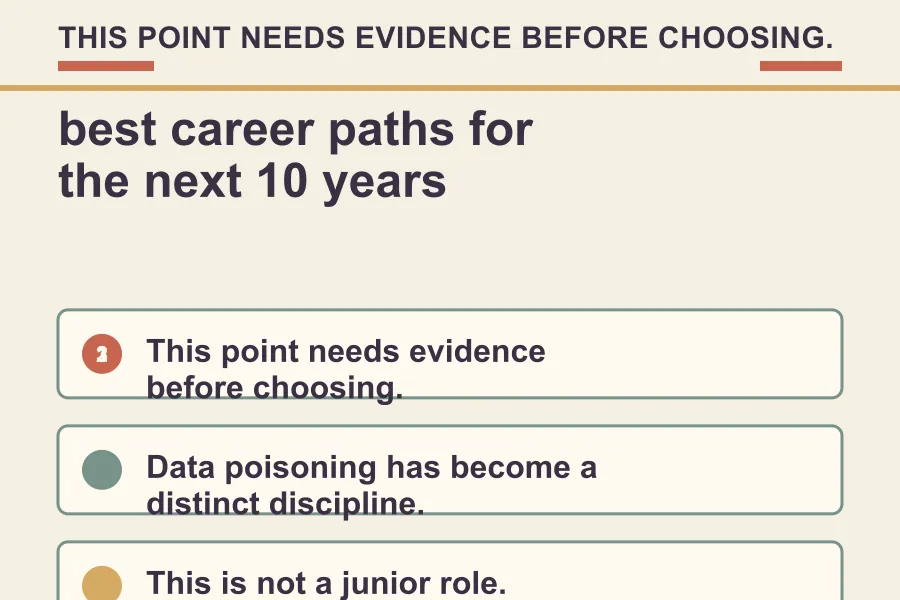 THIS POINT NEEDS EVIDENCE BEFORE CHOOSING.
best career paths for
the next 10 years
This point needs evidence
before choosing.
Data poisoning has become a
distinct discipline.
This is not a junior role.